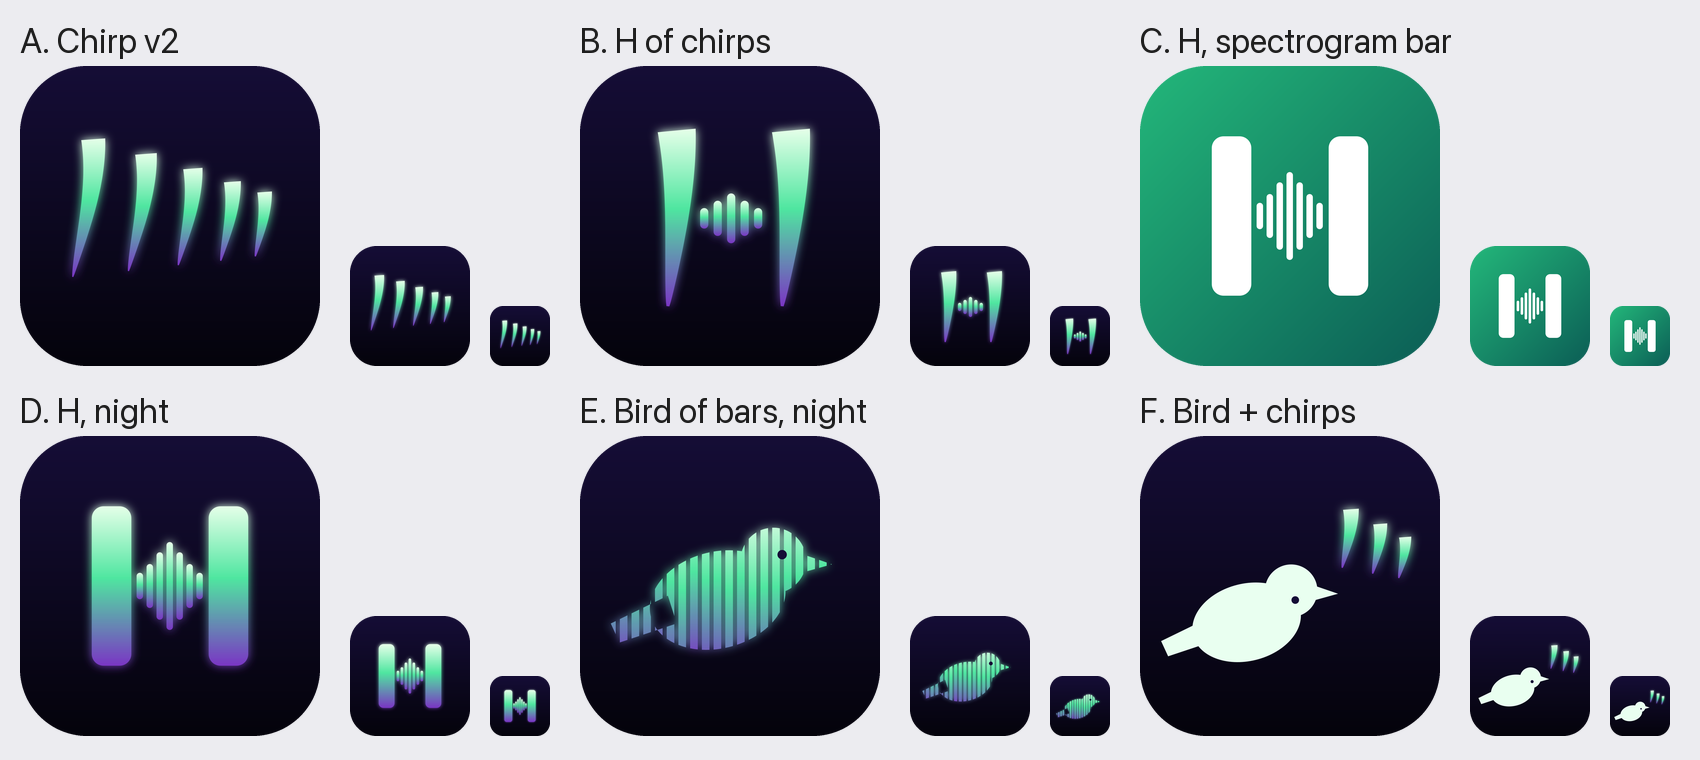 A. Chirp v2
B. H of chirps
C. H, spectrogram bar
D. H, night
E. Bird of bars, night
F. Bird + chirps